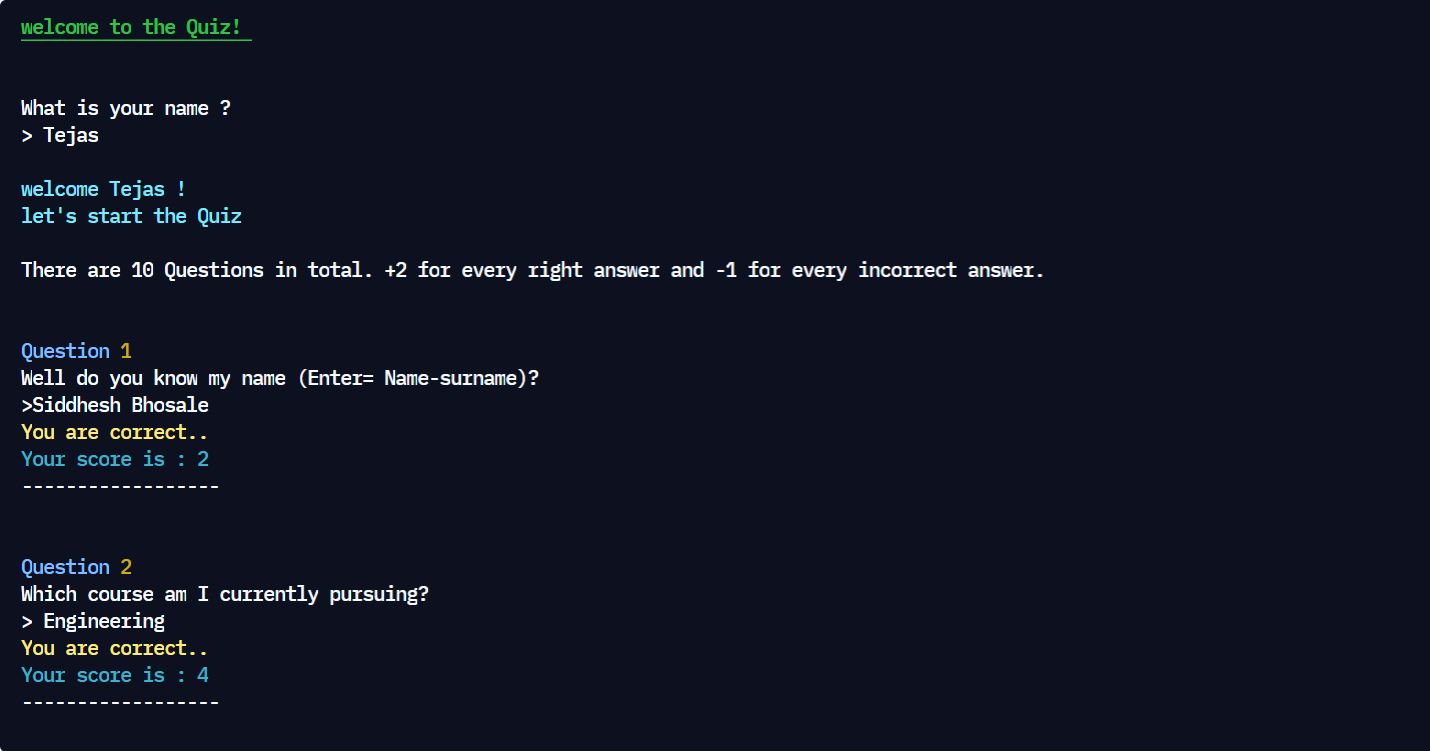 welcome to the Quiz!
What is your name ?
> Tejas
welcome Tejas !
let's start the Quiz
There are 10 Questions in total. +2 for every right answer and -1 for every incorrect answer.
Question 1
Well do you know my name (Enter= Name-surname)?
>Siddhesh Bhosale
You are correct..
Your score is : 2
------------------
Question 2
Which course am I currently pursuing?
> Engineering
You are correct..
Your score is : 4
------------------